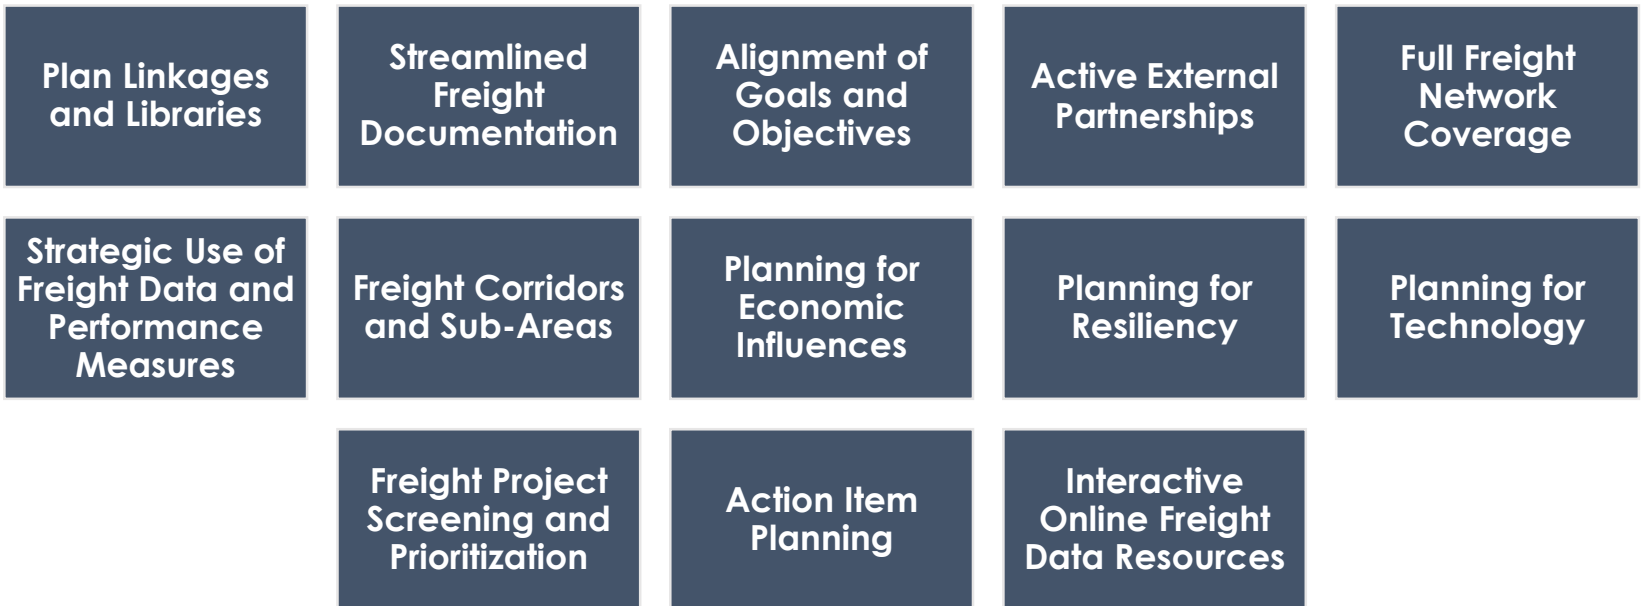 Plan Linkages
and Libraries
Streamlined
Freight
Documentation
Alignment of
Goals and
Objectives
Active External
Partnerships
Full Freight
Network
Coverage
Strategic Use of
Freight Data and
Performance
Measures
Freight Corridors
and Sub-Areas
Planning for
Economic
Influences
Planning for
Resiliency
Planning for
Technology
Freight Project
Screening and
Prioritization
Action Item
Planning
Interactive
Online Freight
Data Resources